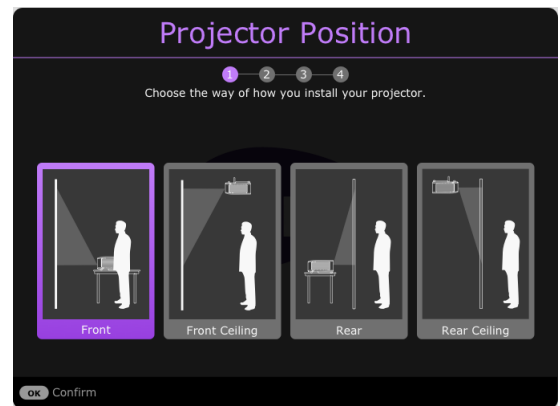 Projector Position
1 2 3 4
Choose the way of how you install your projector.
Front
Front Ceiling
Rear
Rear Ceiling
OK Confirm